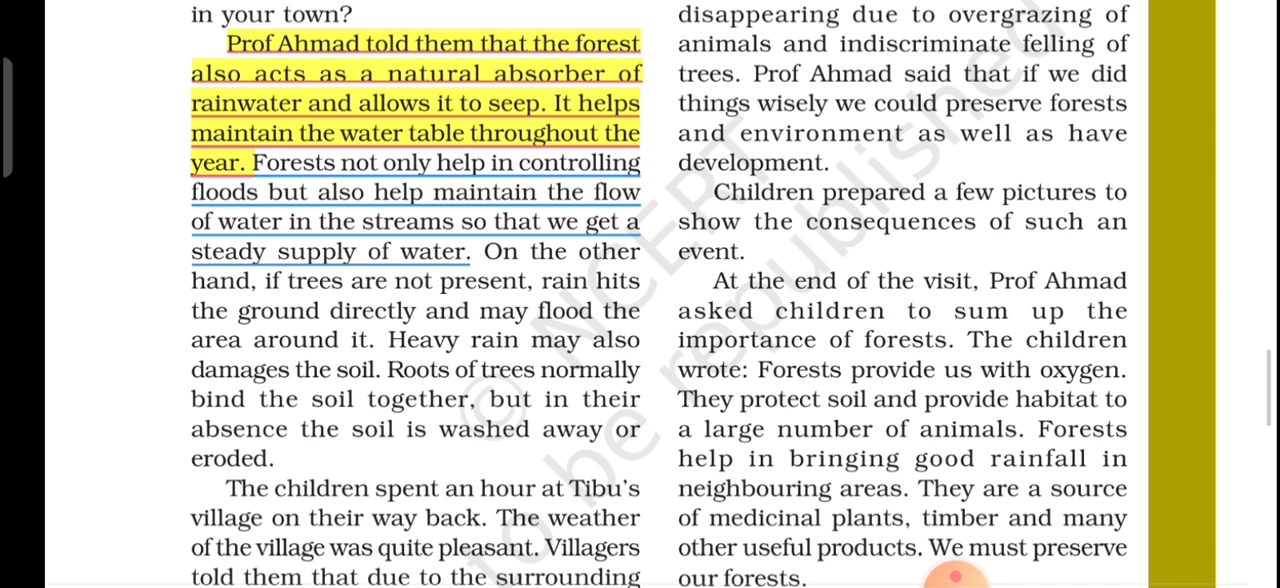 in your town?
Prof Ahmad told them that the forest
also acts as a natural absorber of
rainwater and allows it to seep. It helps
maintain the water table throughout the
year. Forests not only help in controlling
floods but also help maintain the flow
of water in the streams so that we get a
steady supply of water. On the other
hand, if trees are not present, rain hits
the ground directly and may flood the
area around it. Heavy rain may also
damages the soil. Roots of trees normally
bind the soil together, but in their
absence the soil is washed away or
eroded.
The children spent an hour at Tibu's
village on their way back. The weather
of the village was quite pleasant. Villagers
told them that due to the surrounding
disappearing due to overgrazing of
animals and indiscriminate felling of
trees. Prof Ahmad said that if we did
things wisely we could preserve forests
and environment as well as have
development.
Children prepared a few pictures to
show the consequences of such an
event.
At the end of the visit, Prof Ahmad
asked children to sum up the
importance of forests. The children
wrote: Forests provide us with oxygen.
They protect soil and provide habitat to
a large number of animals. Forests
help in bringing good rainfall in
neighbouring areas. They are a source
of medicinal plants, timber and many
other useful products. We must preserve
our forests.
© NCERT
to be republished